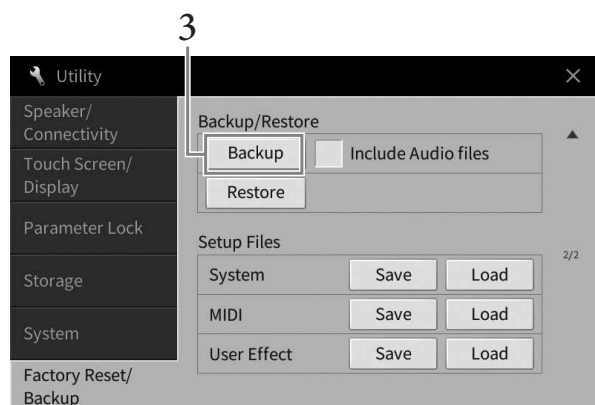 3
Utility
Speaker/
Connectivity
Touch Screen/
Display
Parameter Lock
Storage
System
Factory Reset/
Backup
Backup/Restore
Backup
Include Audio files
Restore
Setup Files
System Save Load
MIDI Save Load
User Effect Save Load
2/2